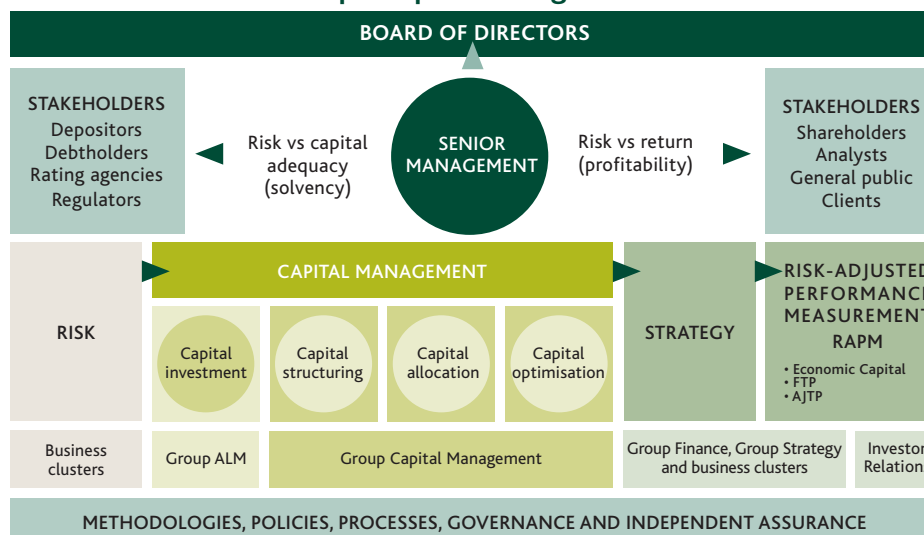 BOARD OF DIRECTORS
STAKEHOLDERS
Depositors
Debtholders
Rating agencies
Regulators
Risk vs capital
adequacy
(solvency)
SENIOR
MANAGEMENT
Risk vs return
(profitability)
STAKEHOLDERS
Shareholders
Analysts
General public
Clients
RISK
CAPITAL MANAGEMENT
Capital
investment
Capital
structuring
Capital
allocation
Capital
optimisation
STRATEGY
RISK-ADJUSTED
PERFORMANCE
MEASUREMENT
RAPM
• Economic Capital
• FTP
• AJTP
Business
clusters
Group ALM
Group Capital Management
Group Finance, Group Strategy
and business clusters
Investor
Relation
METHODOLOGIES, POLICIES, PROCESSES, GOVERNANCE AND INDEPENDENT ASSURANCE